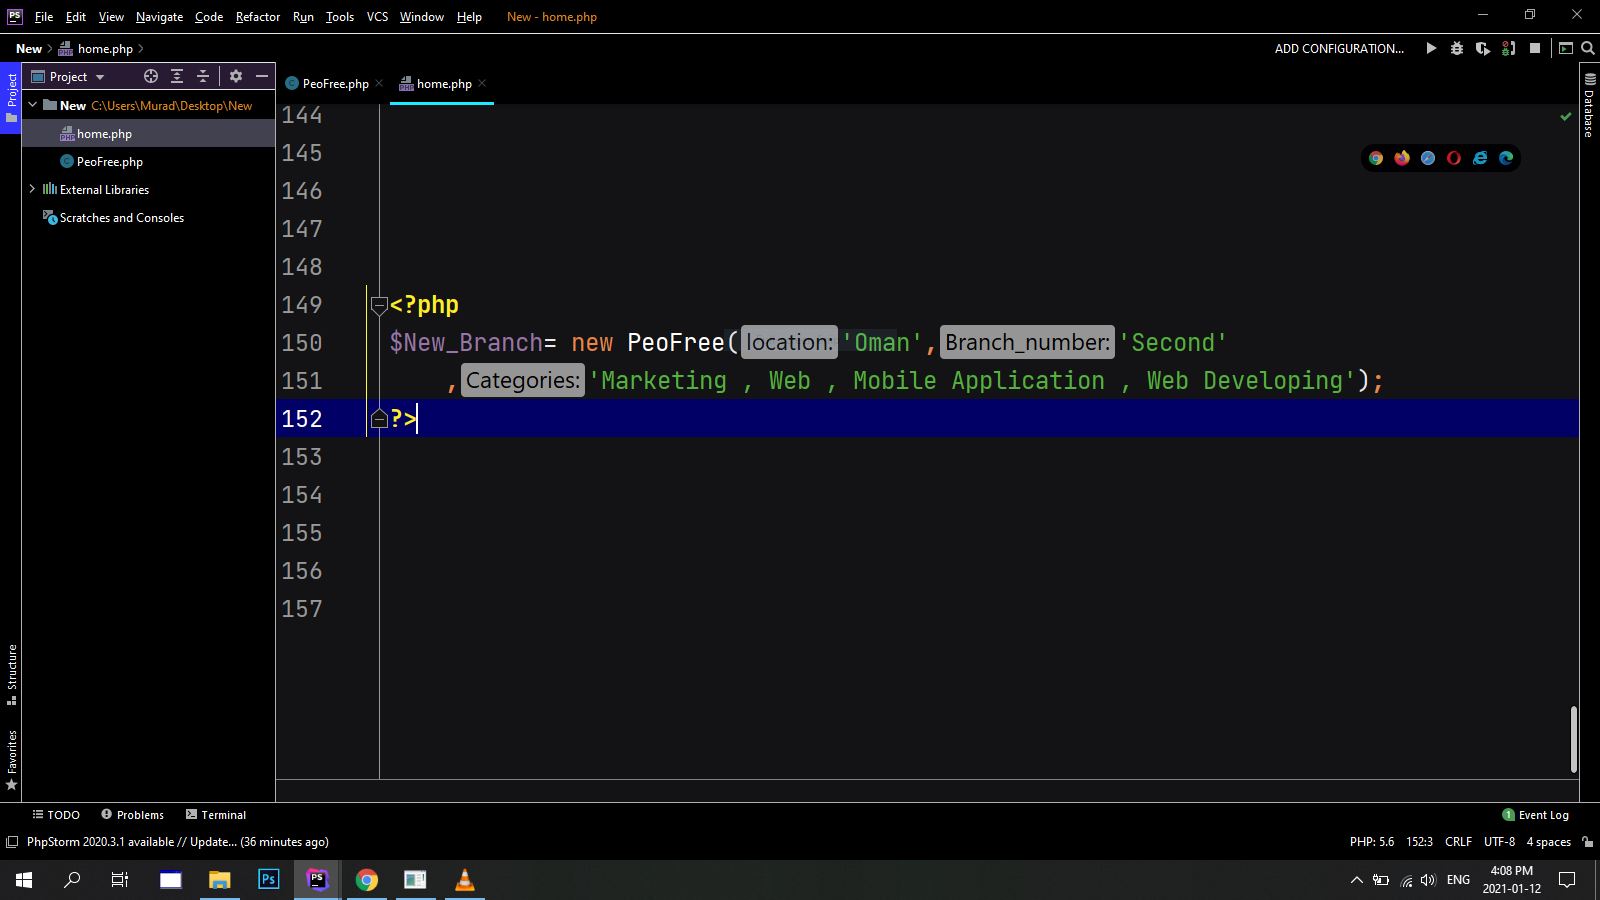 PS File Edit View Navigate Code Refactor Run Tools VCS Window Help New - home.php
New home.php ADD CONFIGURATION...
Project
Project
New C:\Users\Murad\Desktop\New
home.php
PeoFree.php
External Libraries
Scratches and Consoles
PeoFree.php home.php
Database
144
145
146
147
148
149 <?php
150 $New_Branch= new PeoFree( location: 'Oman', Branch_number: 'Second'
151 , Categories: 'Marketing , Web , Mobile Application , Web Developing');
152 ?>
153
154
155
156
157
Structure
Favorites
TODO Problems Terminal 1 Event Log
PhpStorm 2020.3.1 available // Update... (36 minutes ago) PHP: 5.6 152:3 CRLF UTF-8 4 spaces
Ps PS ENG 4:08 PM
2021-01-12